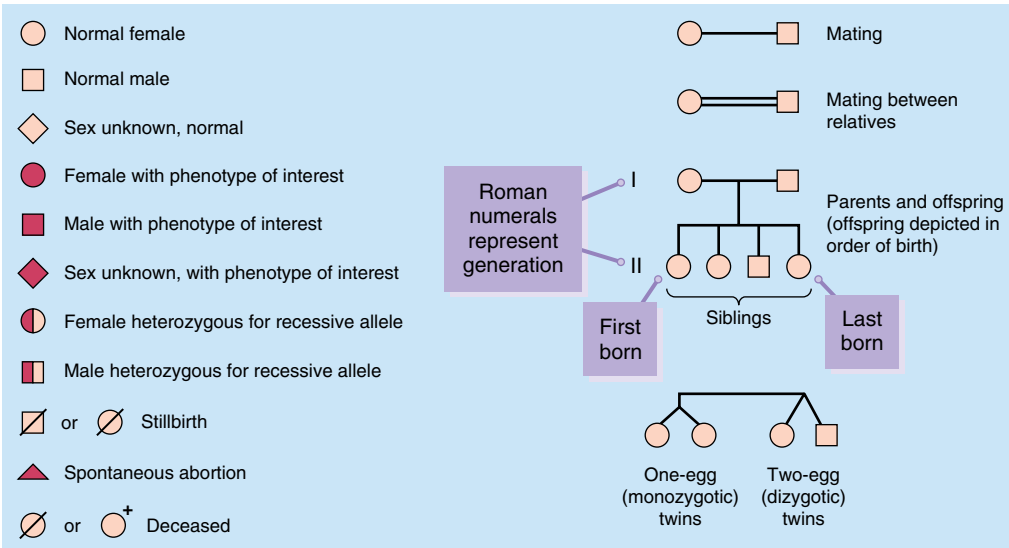 Normal female
Normal male
Sex unknown, normal
Female with phenotype of interest
Male with phenotype of interest
Sex unknown, with phenotype of interest
Female heterozygous for recessive allele
Male heterozygous for recessive allele
or Stillbirth
Spontaneous abortion
or + Deceased
Mating
Mating between
relatives
Roman
numerals
represent
generation
I
II
Parents and offspring
(offspring depicted in
order of birth)
First
born
Siblings
Last
born
One-egg
(monozygotic)
twins
Two-egg
(dizygotic)
twins